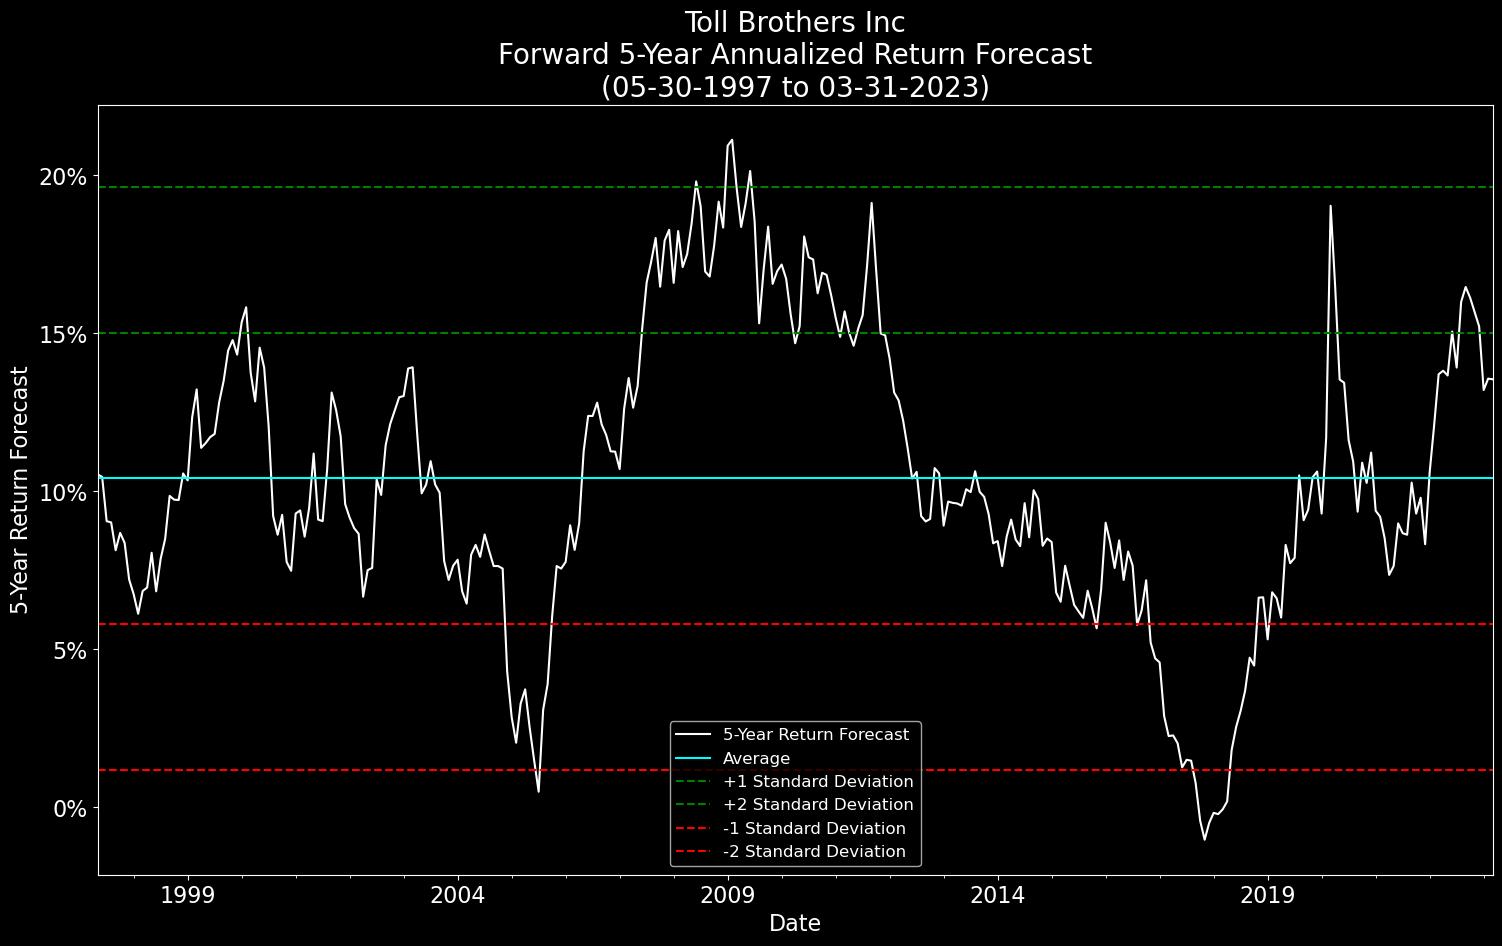 Toll Brothers Inc
Forward 5-Year Annualized Return Forecast
(05-30-1997 to 03-31-2023)
5-Year Return Forecast
20%
15%
10%
5%
0%
5-Year Return Forecast
Average
+1 Standard Deviation
+2 Standard Deviation
-1 Standard Deviation
-2 Standard Deviation
1999
2004
2009
2014
2019
Date